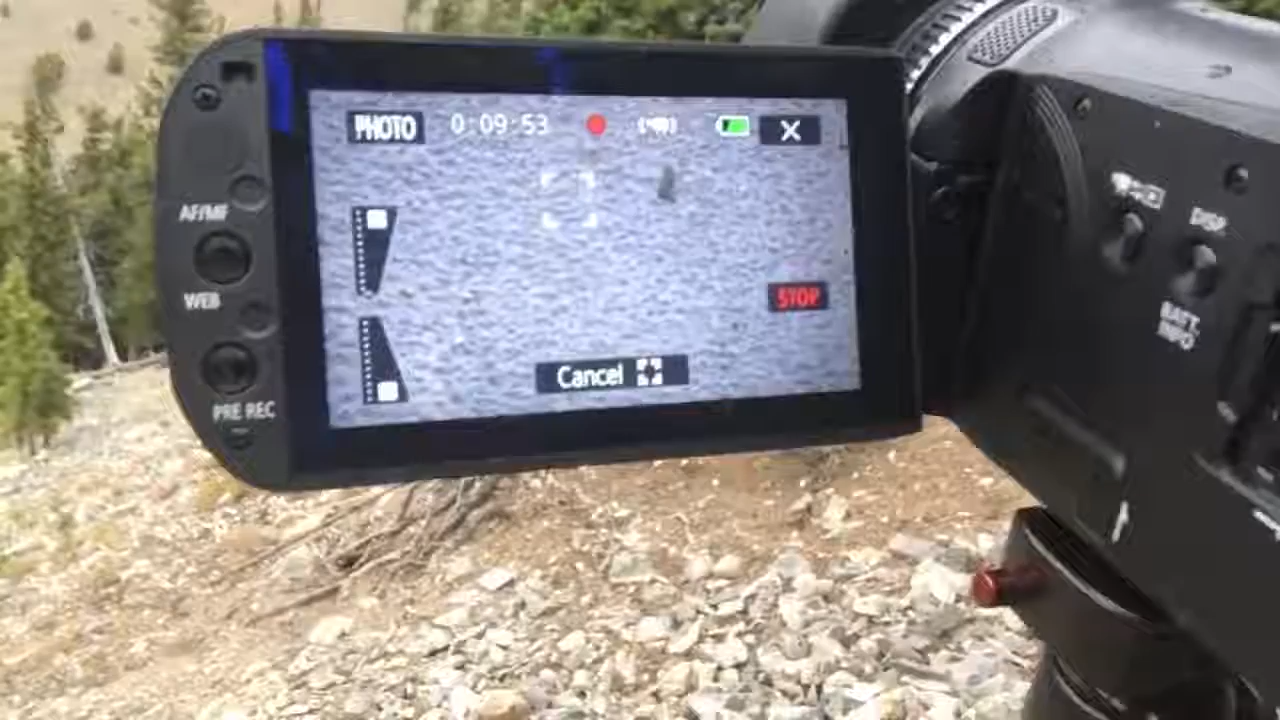 PHOTO 0:09:53 X
AF/MF
WEB
STOP
Cancel
PRE REC
DISP
BATT.
INFO